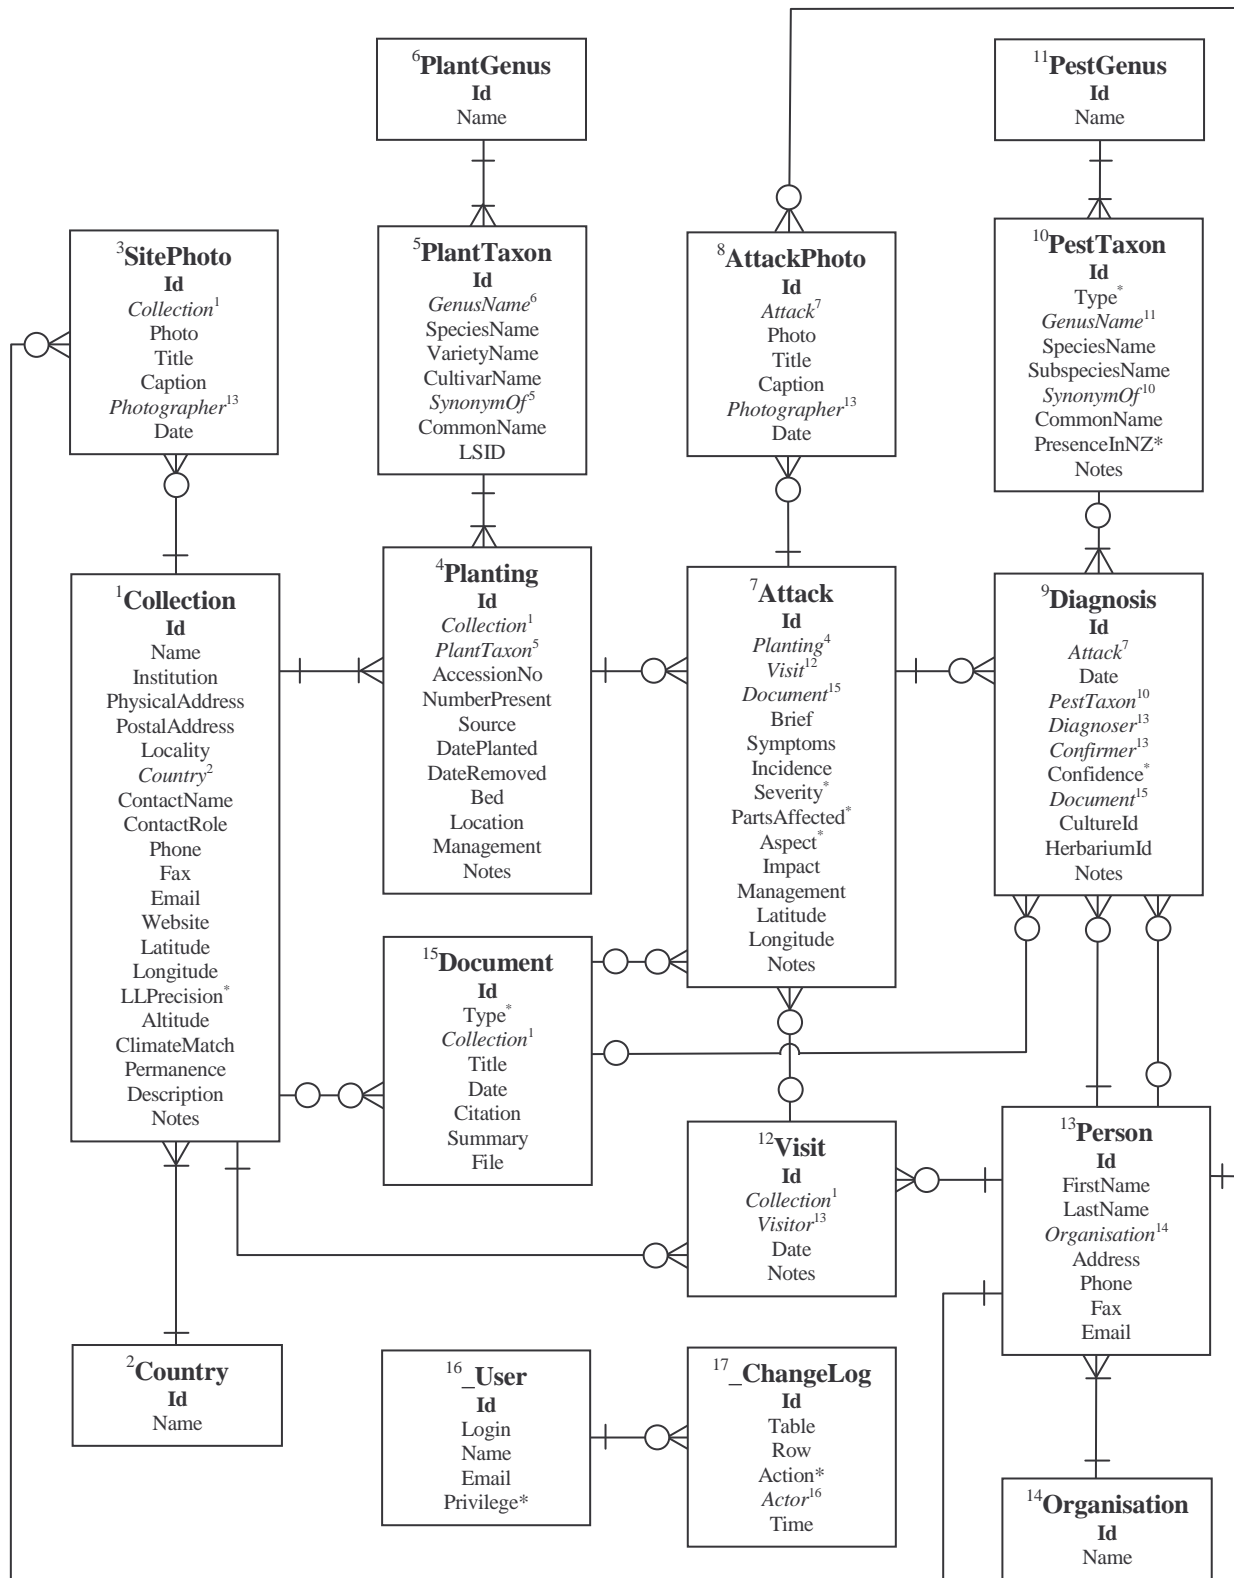 6PlantGenus
Id
Name
11PestGenus
Id
Name
3SitePhoto
Id
Collection1
Photo
Title
Caption
Photographer13
Date
5PlantTaxon
Id
GenusName6
SpeciesName
VarietyName
CultivarName
SynonymOf5
CommonName
LSID
8AttackPhoto
Id
Attack7
Photo
Title
Caption
Photographer13
Date
10PestTaxon
Id
Type*
GenusName11
SpeciesName
SubspeciesName
SynonymOf10
CommonName
PresenceInNZ*
Notes
1Collection
Id
Name
Institution
PhysicalAddress
PostalAddress
Locality
Country2
ContactName
ContactRole
Phone
Fax
Email
Website
Latitude
Longitude
LLPrecision*
Altitude
ClimateMatch
Permanence
Description
Notes
4Planting
Id
Collection1
PlantTaxon5
AccessionNo
NumberPresent
Source
DatePlanted
DateRemoved
Bed
Location
Management
Notes
7Attack
Id
Planting4
Visit12
Document15
Brief
Symptoms
Incidence
Severity*
PartsAffected*
Aspect*
Impact
Management
Latitude
Longitude
Notes
9Diagnosis
Id
Attack7
Date
PestTaxon10
Diagnoser13
Confirmer13
Confidence*
Document15
CultureId
HerbariumId
Notes
15Document
Id
Type*
Collection1
Title
Date
Citation
Summary
File
12Visit
Id
Collection1
Visitor13
Date
Notes
13Person
Id
FirstName
LastName
Organisation14
Address
Phone
Fax
Email
2Country
Id
Name
16_User
Id
Login
Name
Email
Privilege*
17_ChangeLog
Id
Table
Row
Action*
Actor16
Time
14Organisation
Id
Name